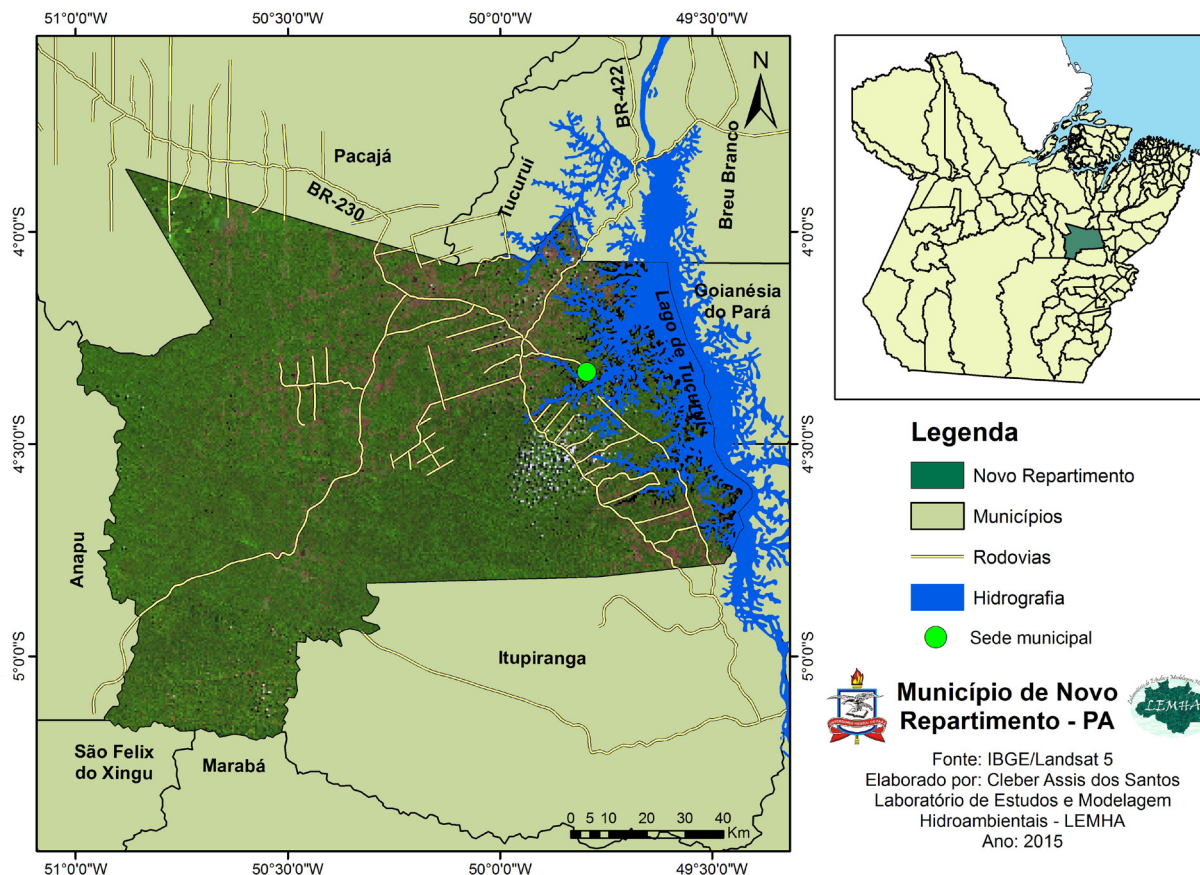 51°0'0"W
50°30'0"W
50°0'0"W
49°30'0"W
4°0'0"S
4°30'0"S
5°0'0"S
N
BR-422
Pacajá
BR-230
Tucuruí
Breu Branco
Goianésia
do Pará
Lago de Tucuruí
Anapu
Itupiranga
São Felix
do Xingu
Marabá
0 5 10 20 30 40
Km
4°0'0"S
4°30'0"S
5°0'0"S
51°0'0"W
50°30'0"W
50°0'0"W
49°30'0"W
Legenda
Novo Repartimento
Municípios
Rodovias
Hidrografia
Sede municipal
Município de Novo
Repartimento - PA
LEMHA
Fonte: IBGE/Landsat 5
Elaborado por: Cleber Assis dos Santos
Laboratório de Estudos e Modelagem
Hidroambientais - LEMHA
Ano: 2015